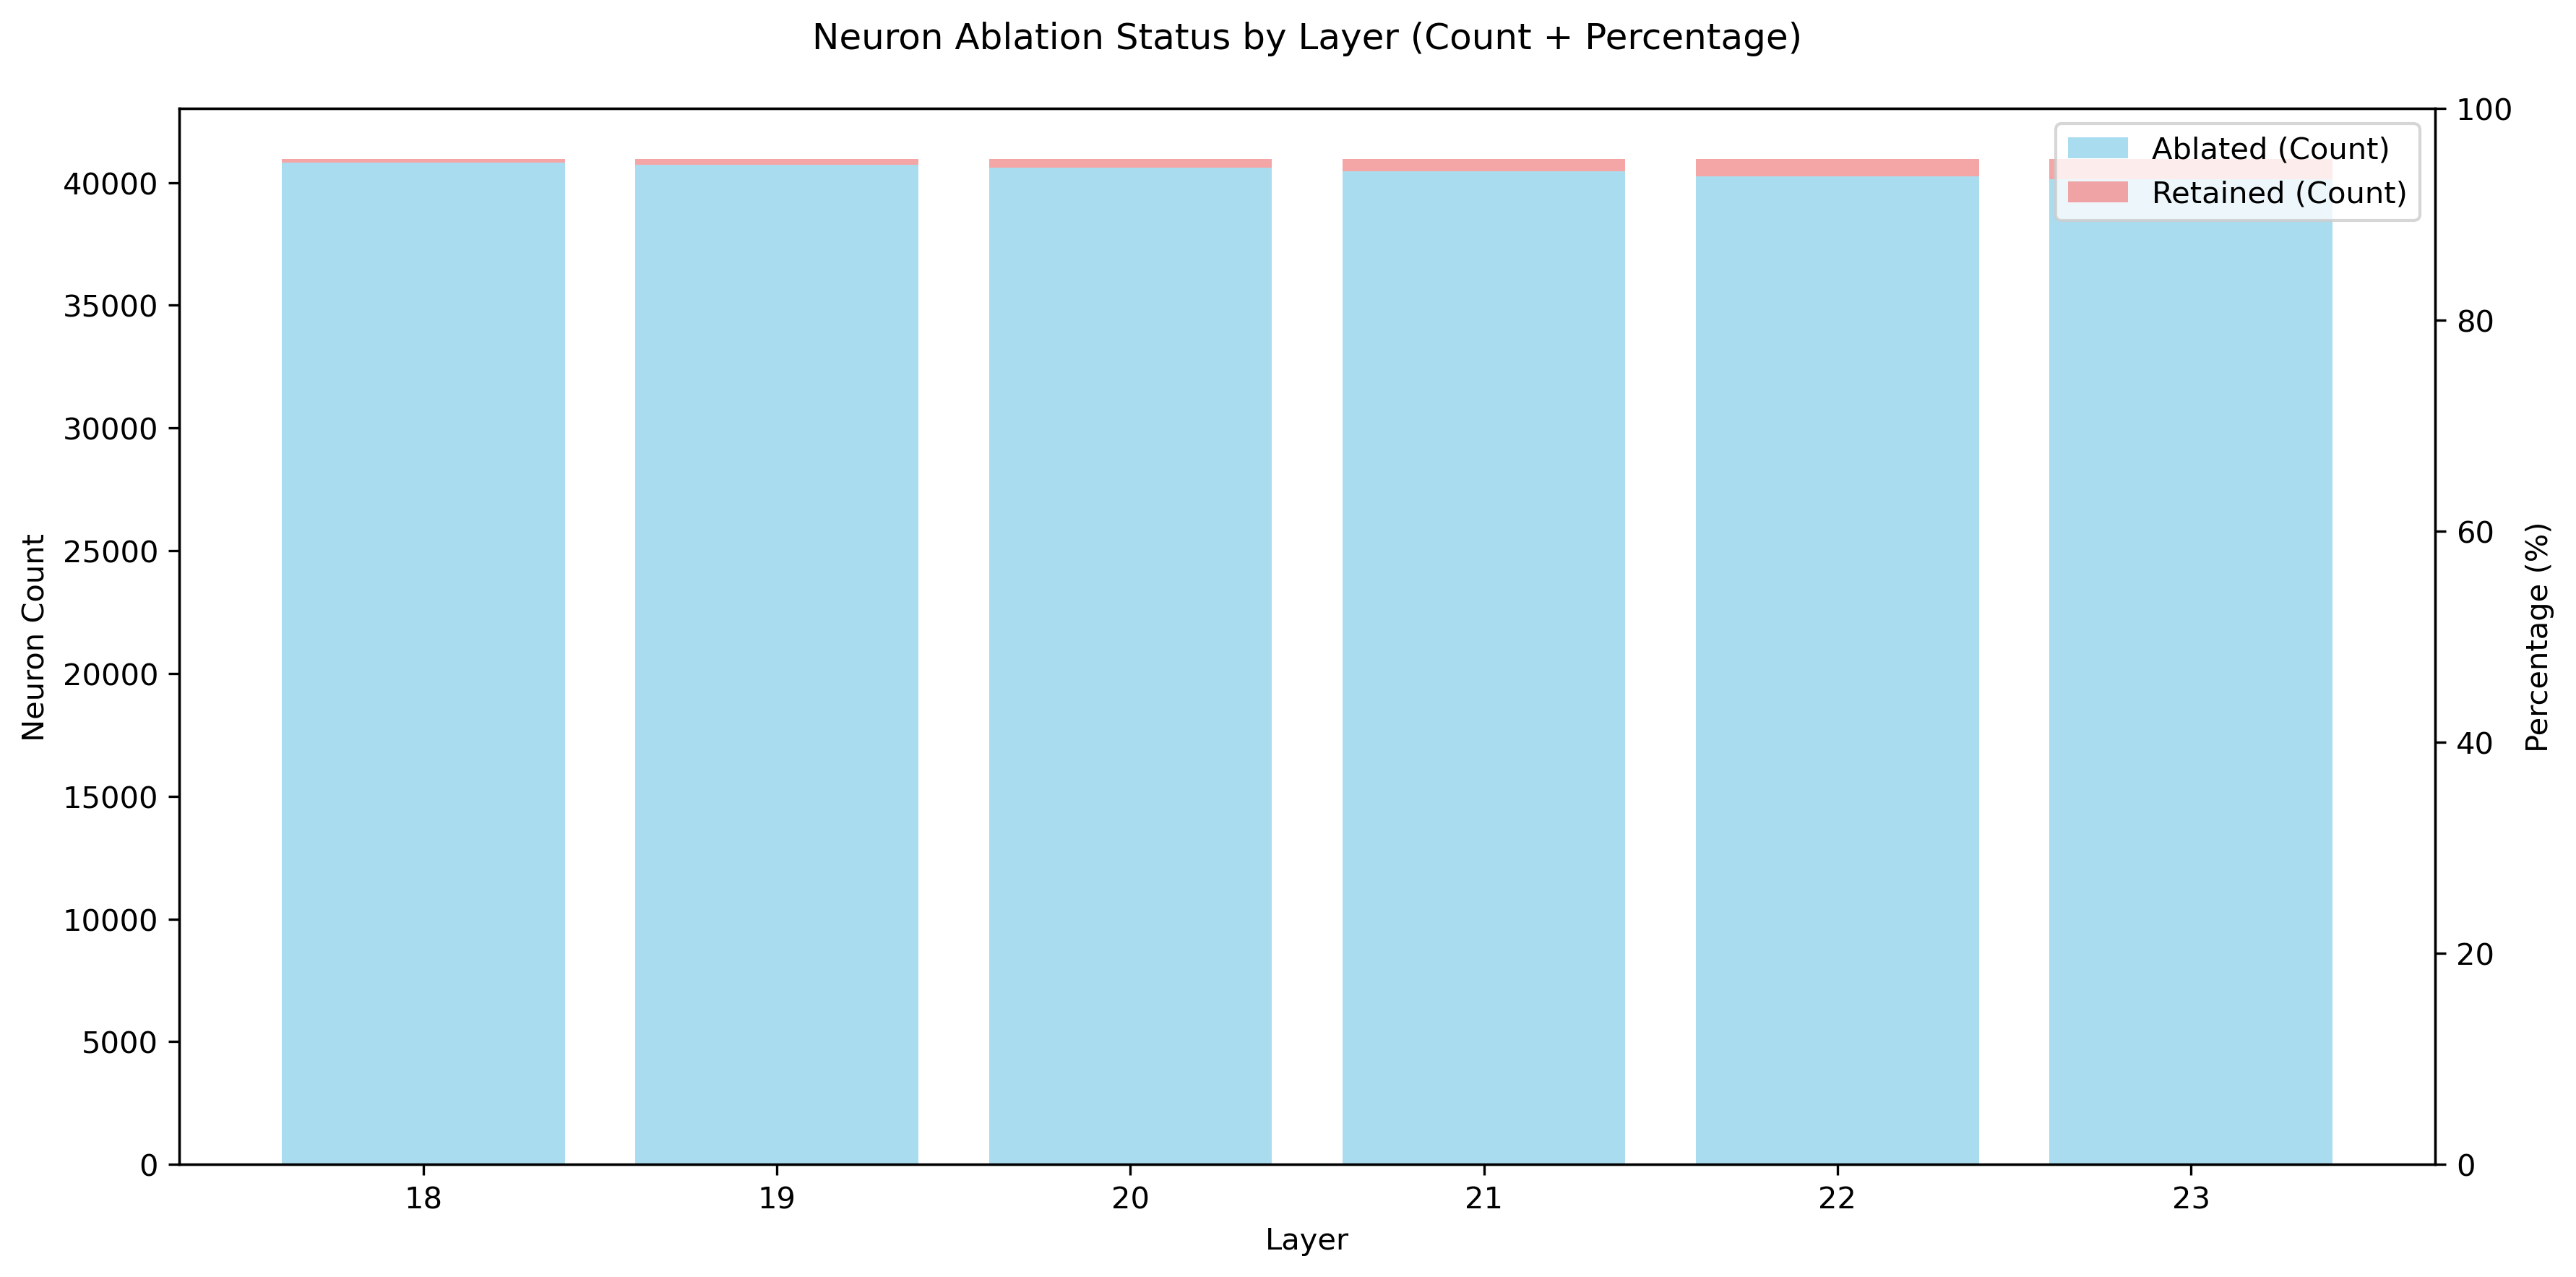 Neuron Ablation Status by Layer (Count + Percentage)
Ablated (Count)
Retained (Count)
Neuron Count
40000
35000
30000
25000
20000
15000
10000
5000
0
100
80
60
40
20
0
Percentage (%)
18 19 20 21 22 23
Layer